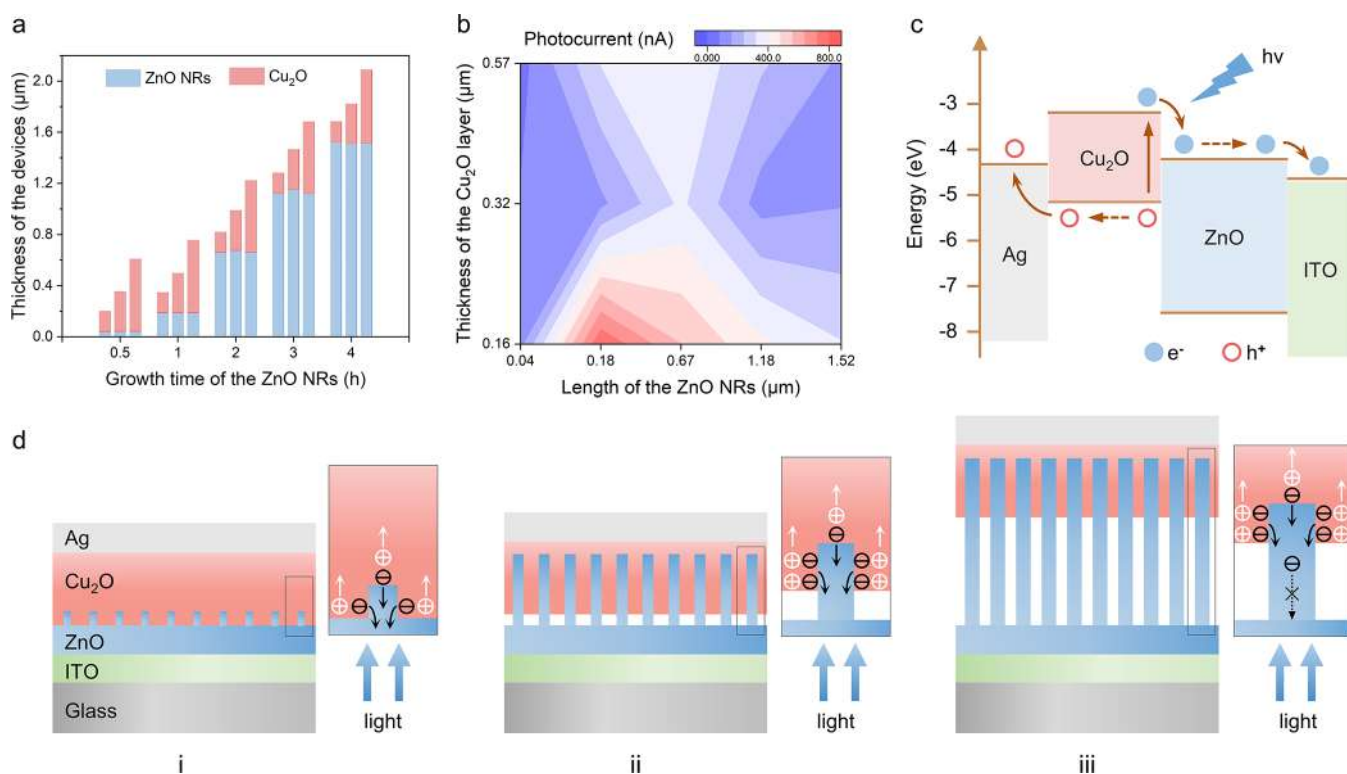 a
Thickness of the devices (μm)
2.0
1.6
1.2
0.8
0.4
0.0
ZnO NRs
Cu₂O
0.5 1 2 3 4
Growth time of the ZnO NRs (h)
b
Photocurrent (nA)
0.000 400.0 800.0
Thickness of the Cu₂O layer (μm)
0.57
0.32
0.16
0.04 0.18 0.67 1.18 1.52
Length of the ZnO NRs (μm)
c
Energy (eV)
-3
-4
-5
-6
-7
-8
hν
Cu₂O
Ag
ZnO
ITO
e⁻
h⁺
d
Ag
Cu₂O
ZnO
ITO
Glass
light
i
light
ii
light
iii